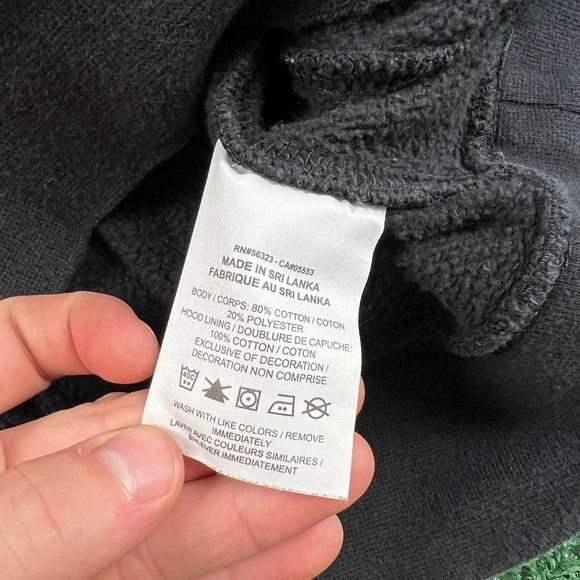 RN#56323 - CA#05553
MADE IN SRI LANKA
FABRIQUE AU SRI LANKA
BODY / CORPS: 80% COTTON / COTON
20% POLYESTER
HOOD LINING / DOUBLURE DE CAPUCHE:
100% COTTON / COTON
EXCLUSIVE OF DECORATION /
DECORATION NON COMPRISE
40C
WASH WITH LIKE COLORS / REMOVE
IMMEDIATELY
LAVER AVEC COULEURS SIMILAIRES /
ENLEVER IMMEDIATEMENT